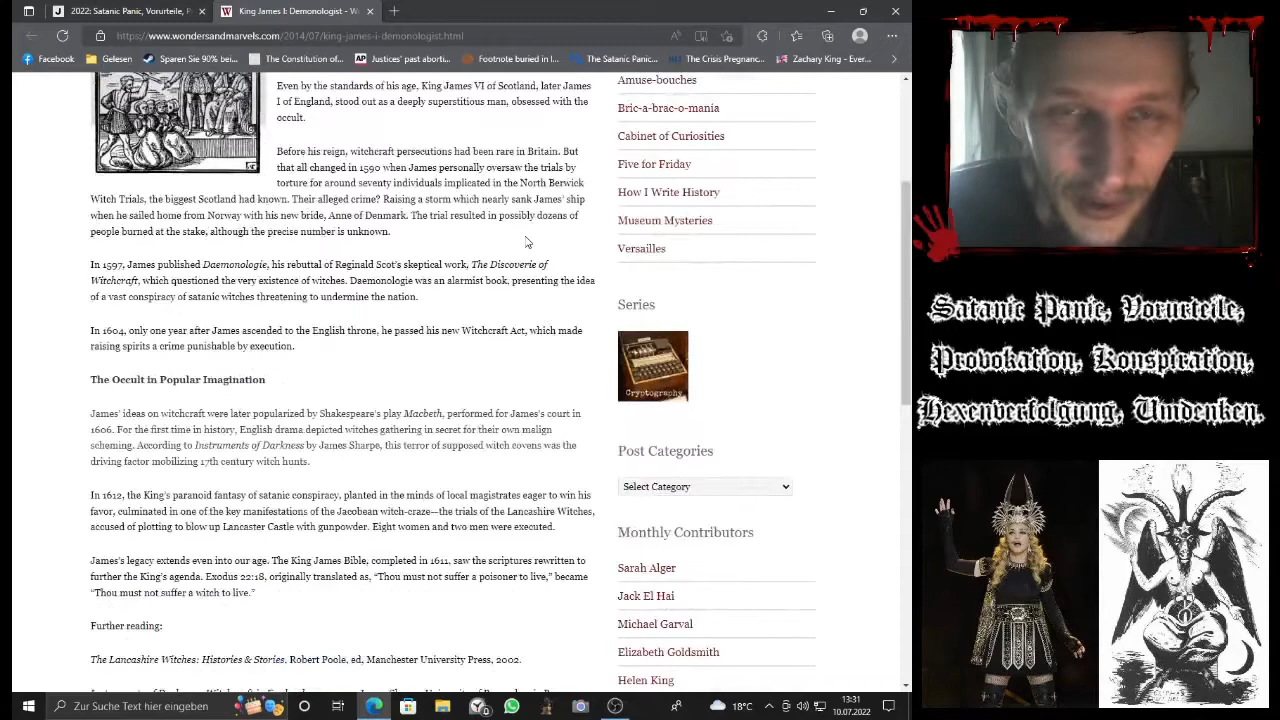 2022: Satanic Panic, Vorurteile, P
King James I: Demonologist - W
https://www.wondersandmarvels.com/2014/07/king-james-i-demonologist.html
Facebook
Gelesen
Sparen Sie 90% bei...
The Constitution of...
Justices' past aborti...
Footnote buried in l...
The Satanic Panic...
The Crisis Pregnanc...
Zachary King - Ever...
Even by the standards of his age, King James VI of Scotland, later James
I of England, stood out as a deeply superstitious man, obsessed with the
occult.
Before his reign, witchcraft persecutions had been rare in Britain. But
that all changed in 1590 when James personally oversaw the trials by
torture for around seventy individuals implicated in the North Berwick
Witch Trials, the biggest Scotland had known. Their alleged crime? Raising a storm which nearly sank James' ship
when he sailed home from Norway with his new bride, Anne of Denmark. The trial resulted in possibly dozens of
people burned at the stake, although the precise number is unknown.
In 1597, James published Daemonologie, his rebuttal of Reginald Scot's skeptical work, The Discoverie of
Witchcraft, which questioned the very existence of witches. Daemonologie was an alarmist book, presenting the idea
of a vast conspiracy of satanic witches threatening to undermine the nation.
In 1604, only one year after James ascended to the English throne, he passed his new Witchcraft Act, which made
raising spirits a crime punishable by execution.
The Occult in Popular Imagination
James' ideas on witchcraft were later popularized by Shakespeare's play Macbeth, performed for James's court in
1606. For the first time in history, English drama depicted witches gathering in secret for their own malign
scheming. According to Instruments of Darkness by James Sharpe, this terror of supposed witch covens was the
driving factor mobilizing 17th century witch hunts.
In 1612, the King's paranoid fantasy of satanic conspiracy, planted in the minds of local magistrates eager to win his
favor, culminated in one of the key manifestations of the Jacobean witch-craze—the trials of the Lancashire Witches,
accused of plotting to blow up Lancaster Castle with gunpowder. Eight women and two men were executed.
James's legacy extends even into our age. The King James Bible, completed in 1611, saw the scriptures rewritten to
further the King's agenda. Exodus 22:18, originally translated as, "Thou must not suffer a poisoner to live," became
"Thou must not suffer a witch to live."
Further reading:
The Lancashire Witches: Histories & Stories. Robert Poole, ed, Manchester University Press, 2002.
Amuse-bouches
Bric-a-brac-o-mania
Cabinet of Curiosities
Five for Friday
How I Write History
Museum Mysteries
Versailles
Series
Cryptography
Post Categories
Select Category
Monthly Contributors
Sarah Alger
Jack El Hai
Michael Garval
Elizabeth Goldsmith
Helen King
Satanic Panic, Vorurteile,
Provokation, Konspiration,
Hexenverfolgung, Umdenken.
Zur Suche Text hier eingeben
18°C
13:31
10.07.2022